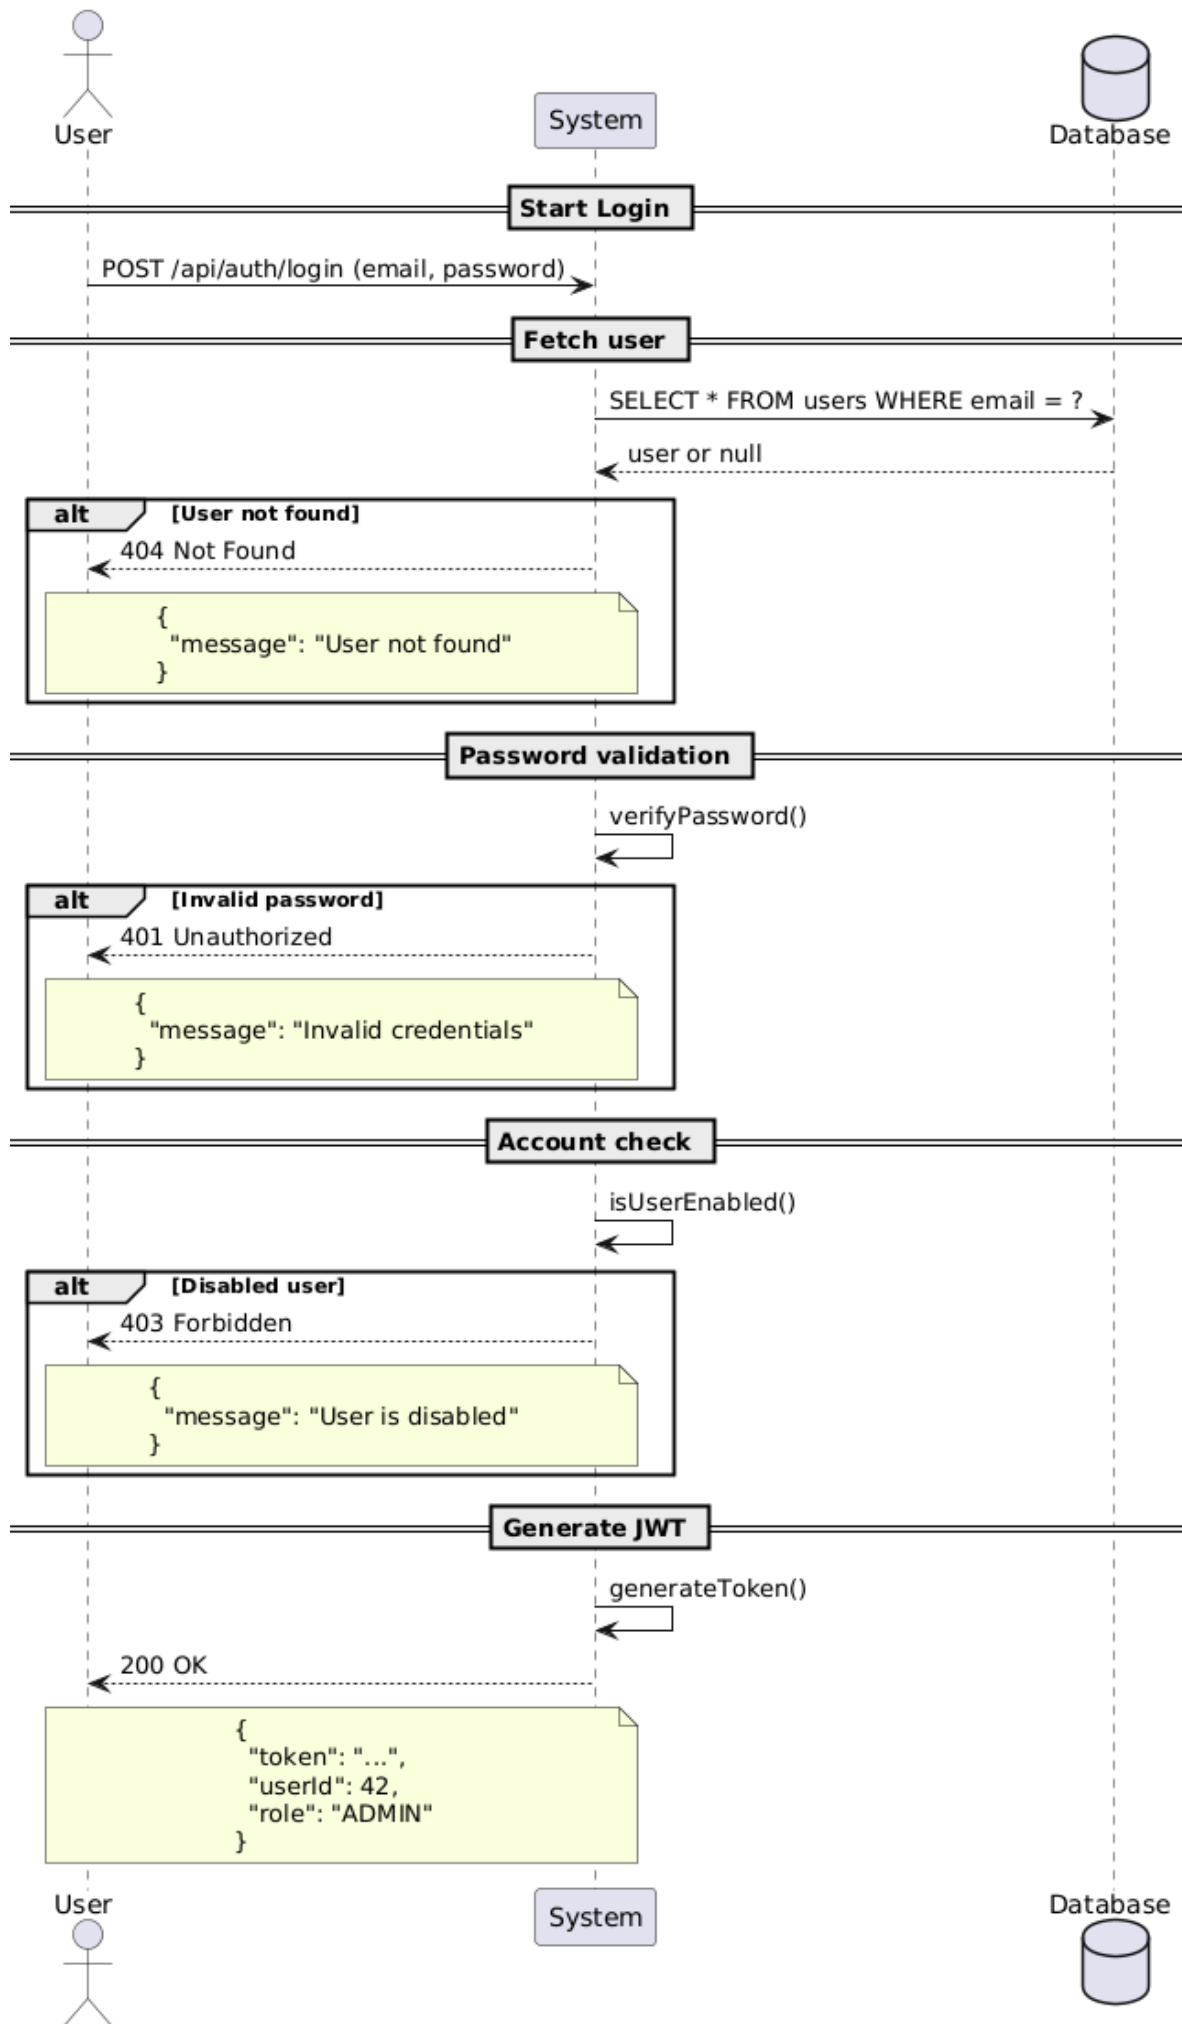 User
System
Database
Start Login
POST /api/auth/login (email, password)
Fetch user
SELECT * FROM users WHERE email = ?
user or null
alt [User not found]
404 Not Found
{
"message": "User not found"
}
Password validation
verifyPassword()
alt [Invalid password]
401 Unauthorized
{
"message": "Invalid credentials"
}
Account check
isUserEnabled()
alt [Disabled user]
403 Forbidden
{
"message": "User is disabled"
}
Generate JWT
generateToken()
200 OK
{
"token": "...",
"userId": 42,
"role": "ADMIN"
}
User
System
Database